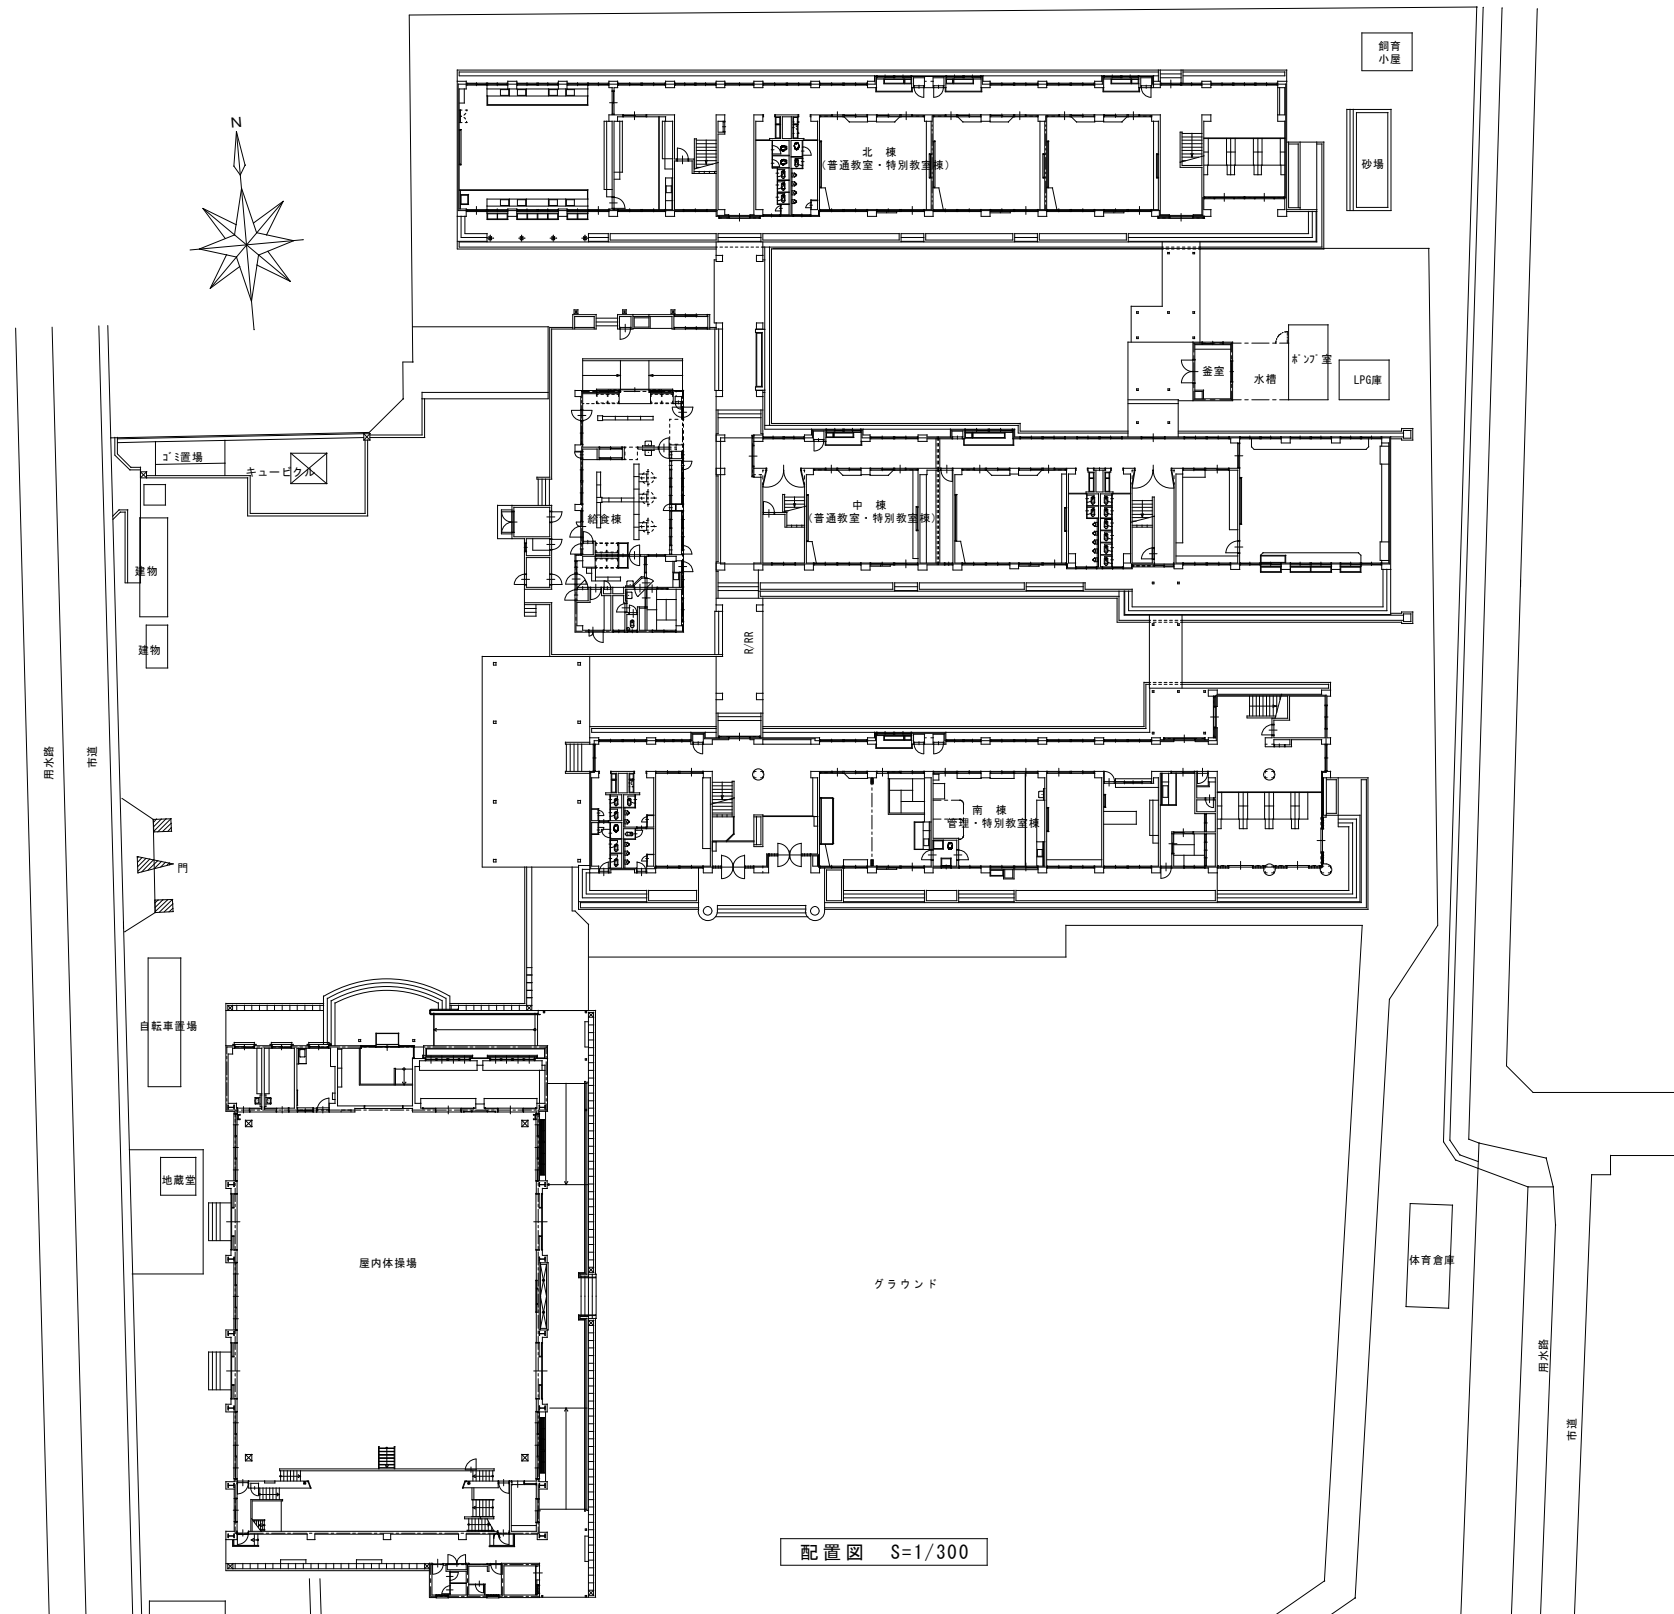 飼育
小屋
N
北 棟
(普通教室・特別教室棟)
砂場
ﾎﾟﾝﾌﾟ室
釜室
水槽
LPG庫
ゴミ置場
キュービクル
中 棟
(普通教室・特別教室棟)
給食棟
建物
建物
R/RR
用水路
市道
南 棟
管理・特別教室棟
門
自転車置場
地蔵堂
屋内体操場
グラウンド
体育倉庫
用水路
市道
配置図 S=1/300